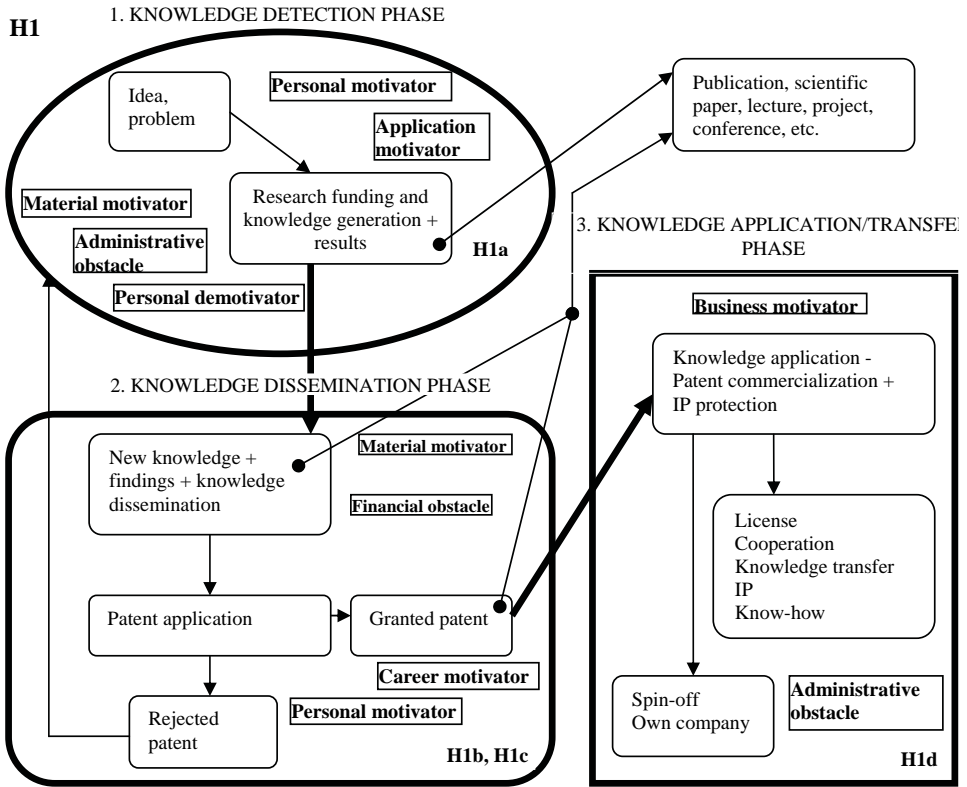 H1
1. KNOWLEDGE DETECTION PHASE
Idea,
problem
Personal motivator
Application
motivator
Publication, scientific
paper, lecture, project,
conference, etc.
Research funding and
knowledge generation +
results
Material motivator
Administrative
obstacle
Personal demotivator
H1a
3. KNOWLEDGE APPLICATION/TRANSFE
PHASE
Business motivator
Knowledge application -
Patent commercialization +
IP protection
2. KNOWLEDGE DISSEMINATION PHASE
New knowledge +
findings + knowledge
dissemination
Material motivator
Financial obstacle
License
Cooperation
Knowledge transfer
IP
Know-how
Patent application
Granted patent
Career motivator
Personal motivator
Rejected
patent
H1b, H1c
Spin-off
Own company
Administrative
obstacle
H1d